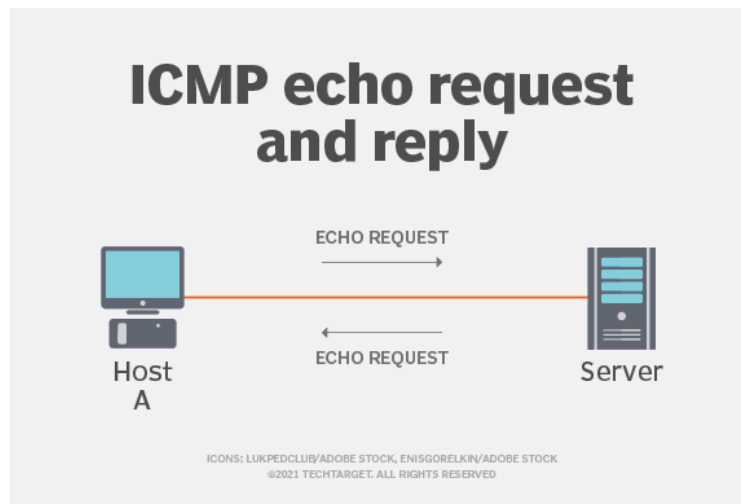 ICMP echo request
and reply
ECHO REQUEST
ECHO REQUEST
Host
A
Server
ICONS: LUKPEDCLUB/ADOBE STOCK, ENISGORELKIN/ADOBE STOCK
©2021 TECHTARGET. ALL RIGHTS RESERVED